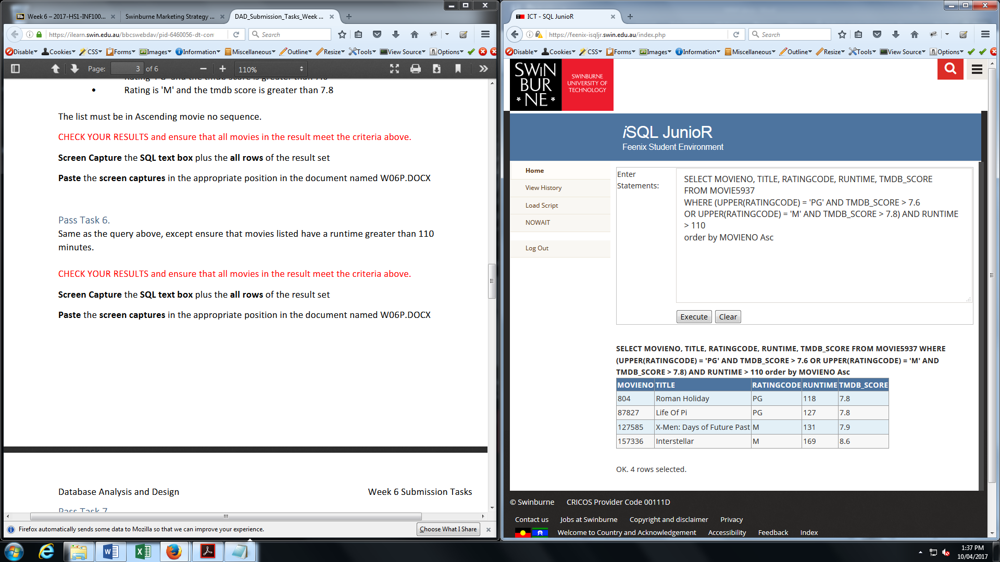 Week 6 – 2017-HS1-INF100...
Swinburne Marketing Strategy ...
DAD_Submission_Tasks_Week ...
https://ilearn.swin.edu.au/bbcswebdav/pid-6460056-dt-con
Search
Disable Cookies CSS Forms Images Information Miscellaneous Outline Resize Tools View Source Options
Page: 3 of 6
110%
• Rating is 'M' and the tmdb score is greater than 7.8
The list must be in Ascending movie no sequence.
CHECK YOUR RESULTS and ensure that all movies in the result meet the criteria above.
Screen Capture the SQL text box plus the all rows of the result set
Paste the screen captures in the appropriate position in the document named W06P.DOCX
Pass Task 6.
Same as the query above, except ensure that movies listed have a runtime greater than 110
minutes.
CHECK YOUR RESULTS and ensure that all movies in the result meet the criteria above.
Screen Capture the SQL text box plus the all rows of the result set
Paste the screen captures in the appropriate position in the document named W06P.DOCX
Database Analysis and Design
Week 6 Submission Tasks
Pass Task 7
Firefox automatically sends some data to Mozilla so that we can improve your experience.
Choose What I Share
ICT - SQL JunioR
https://feenix-isqljr.swin.edu.au/index.php
Search
Disable Cookies CSS Forms Images Information Miscellaneous Outline Resize Tools View Source Options
SWIN
BUR
NE
SWINBURNE
UNIVERSITY OF
TECHNOLOGY
iSQL JunioR
Feenix Student Environment
Home
View History
Load Script
NOWAIT
Log Out
Enter
Statements:
SELECT MOVIENO, TITLE, RATINGCODE, RUNTIME, TMDB_SCORE
FROM MOVIE5937
WHERE (UPPER(RATINGCODE) = 'PG' AND TMDB_SCORE > 7.6
OR UPPER(RATINGCODE) = 'M' AND TMDB_SCORE > 7.8) AND RUNTIME
> 110
order by MOVIENO Asc
Execute Clear
SELECT MOVIENO, TITLE, RATINGCODE, RUNTIME, TMDB_SCORE FROM MOVIE5937 WHERE
(UPPER(RATINGCODE) = 'PG' AND TMDB_SCORE > 7.6 OR UPPER(RATINGCODE) = 'M' AND
TMDB_SCORE > 7.8) AND RUNTIME > 110 order by MOVIENO Asc
MOVIENO TITLE RATINGCODE RUNTIME TMDB_SCORE
804 Roman Holiday PG 118 7.8
87827 Life Of Pi PG 127 7.8
127585 X-Men: Days of Future Past M 131 7.9
157336 Interstellar M 169 8.6
OK. 4 rows selected.
© Swinburne CRICOS Provider Code 00111D
Contact us Jobs at Swinburne Copyright and disclaimer Privacy
Welcome to Country and Acknowledgement Accessibility Feedback Index
1:37 PM
10/04/2017